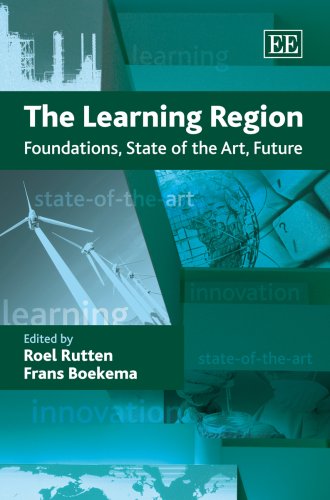 EE
The Learning Region
Foundations, State of the Art, Future
state-of-the-art
learning
innovation
Edited by
Roel Rutten
Frans Boekema
state-of-the-art
innovation
learning